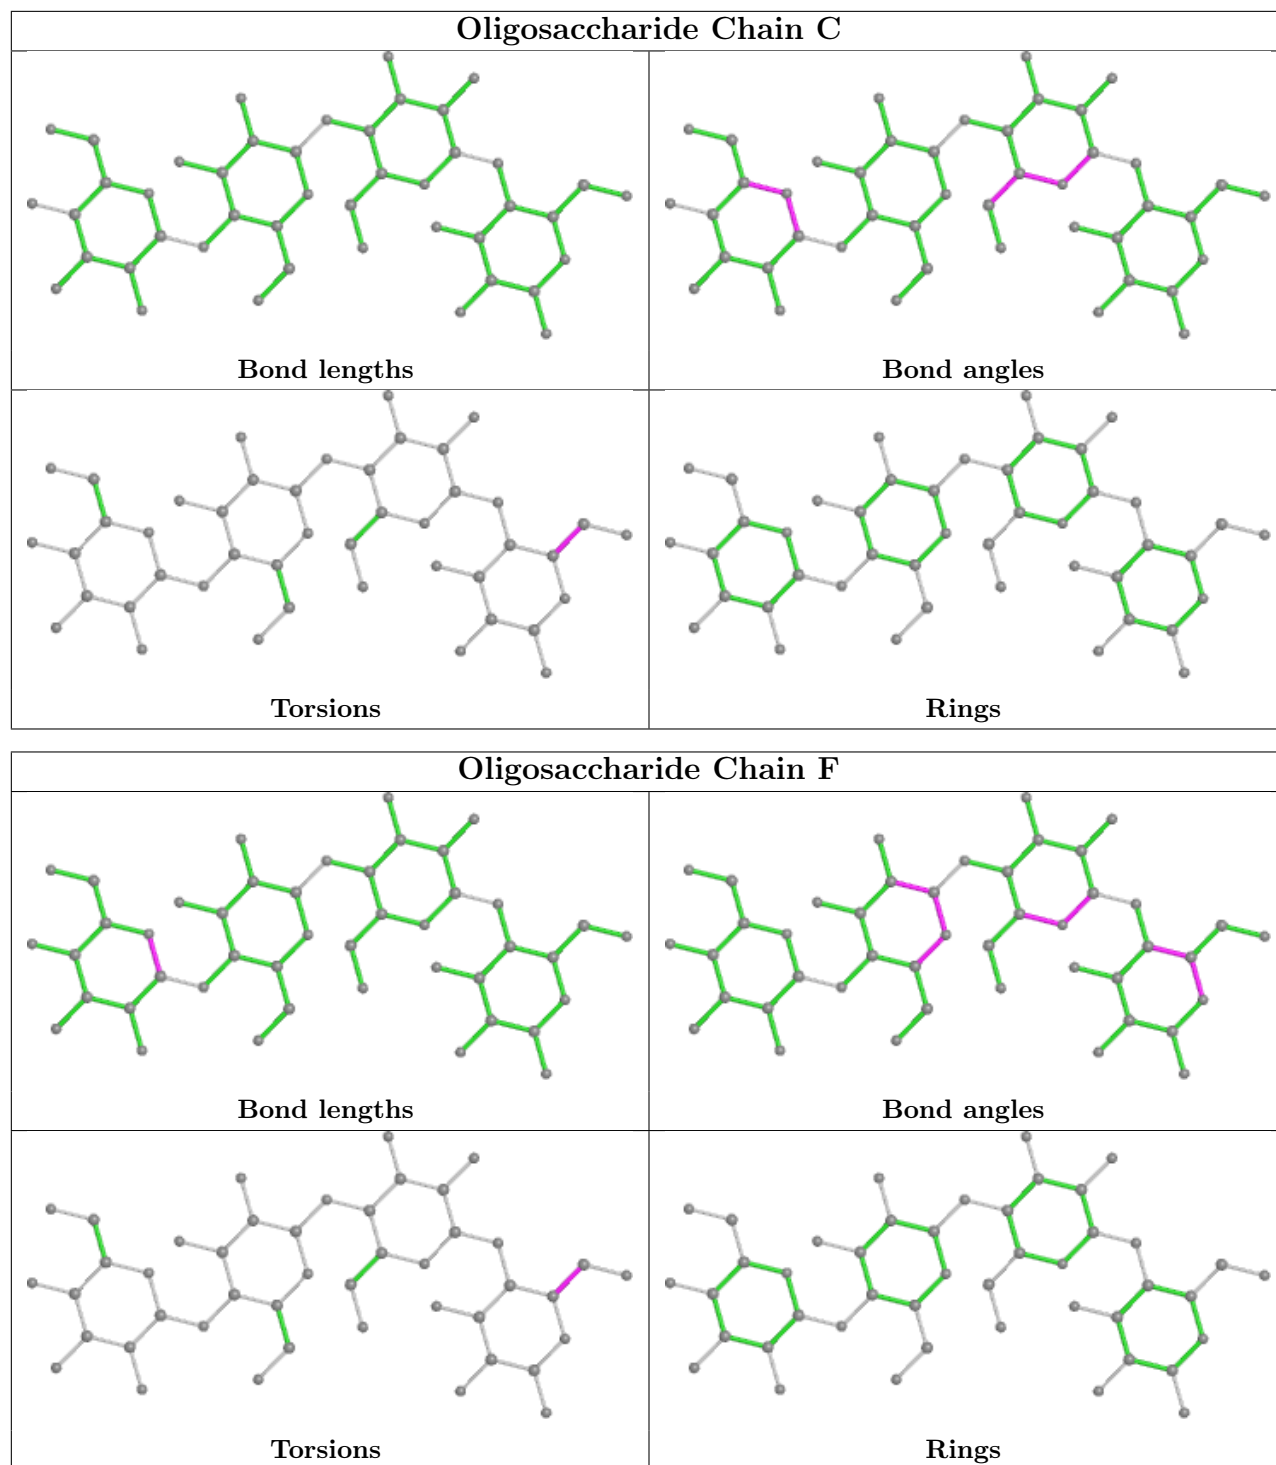 Oligosaccharide Chain C
Bond lengths
Bond angles
Torsions
Rings
Oligosaccharide Chain F
Bond lengths
Bond angles
Torsions
Rings